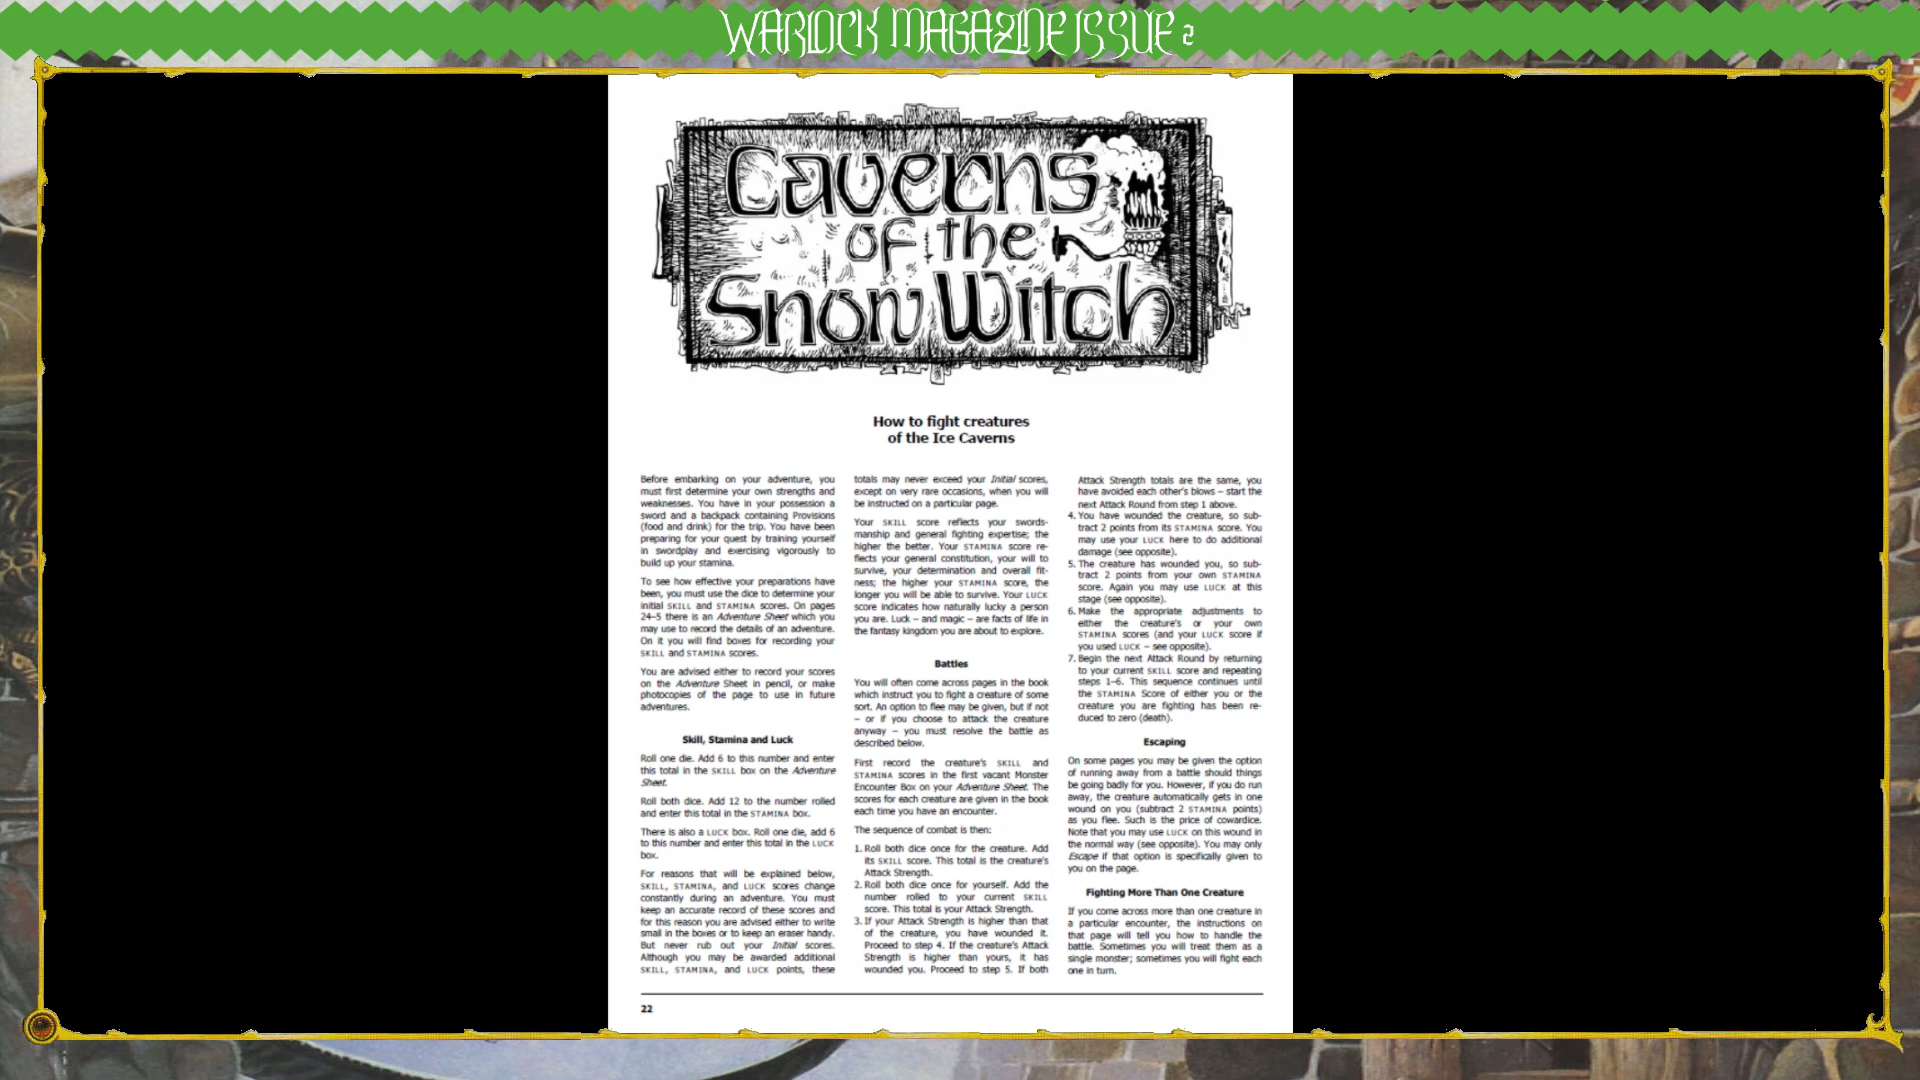 WARLOCK MAGAZINE ISSUE 2
Caverns
of the
Snow Witch
How to fight creatures
of the Ice Caverns
Before embarking on your adventure, you
must first determine your own strengths and
weaknesses. You have in your possession a
sword and a backpack containing Provisions
(food and drink) for the trip. You have been
preparing for your quest by training yourself
in swordplay and exercising vigorously to
build up your stamina.
To see how effective your preparations have
been, you must use the dice to determine your
initial SKILL and STAMINA scores. On pages
24–5 there is an Adventure Sheet which you
may use to record the details of an adventure.
On it you will find boxes for recording your
SKILL and STAMINA scores.
You are advised either to record your scores
on the Adventure Sheet in pencil, or make
photocopies of the page to use in future
adventures.
Skill, Stamina and Luck
Roll one die. Add 6 to this number and enter
this total in the SKILL box on the Adventure
Sheet.
Roll both dice. Add 12 to the number rolled
and enter this total in the STAMINA box.
There is also a LUCK box. Roll one die, add 6
to this number and enter this total in the LUCK
box.
For reasons that will be explained below,
SKILL, STAMINA, and LUCK scores change
constantly during an adventure. You must
keep an accurate record of these scores and
for this reason you are advised either to write
small in the boxes or to keep an eraser handy.
But never rub out your Initial scores.
Although you may be awarded additional
SKILL, STAMINA, and LUCK points, these
totals may never exceed your Initial scores,
except on very rare occasions, when you will
be instructed on a particular page.
Your SKILL score reflects your swords-
manship and general fighting expertise; the
higher the better. Your STAMINA score re-
flects your general constitution, your will to
survive, your determination and overall fit-
ness; the higher your STAMINA score, the
longer you will be able to survive. Your LUCK
score indicates how naturally lucky a person
you are. Luck – and magic – are facts of life in
the fantasy kingdom you are about to explore.
Battles
You will often come across pages in the book
which instruct you to fight a creature of some
sort. An option to flee may be given, but if not
– or if you choose to attack the creature
anyway – you must resolve the battle as
described below.
First record the creature's SKILL and
STAMINA scores in the first vacant Monster
Encounter Box on your Adventure Sheet. The
scores for each creature are given in the book
each time you have an encounter.
The sequence of combat is then:
1. Roll both dice once for the creature. Add
its SKILL score. This total is the creature's
Attack Strength.
2. Roll both dice once for yourself. Add the
number rolled to your current SKILL
score. This total is your Attack Strength.
3. If your Attack Strength is higher than that
of the creature, you have wounded it.
Proceed to step 4. If the creature's Attack
Strength is higher than yours, it has
wounded you. Proceed to step 5. If both
Attack Strength totals are the same, you
have avoided each other's blows – start the
next Attack Round from step 1 above.
4. You have wounded the creature, so sub-
tract 2 points from its STAMINA score. You
may use your LUCK here to do additional
damage (see opposite).
5. The creature has wounded you, so sub-
tract 2 points from your own STAMINA
score. Again you may use LUCK at this
stage (see opposite).
6. Make the appropriate adjustments to
either the creature's or your own
STAMINA scores (and your LUCK score if
you used LUCK – see opposite).
7. Begin the next Attack Round by returning
to your current SKILL score and repeating
steps 1–6. This sequence continues until
the STAMINA Score of either you or the
creature you are fighting has been re-
duced to zero (death).
Escaping
On some pages you may be given the option
of running away from a battle should things
be going badly for you. However, if you do run
away, the creature automatically gets in one
wound on you (subtract 2 STAMINA points)
as you flee. Such is the price of cowardice.
Note that you may use LUCK on this wound in
the normal way (see opposite). You may only
Escape if that option is specifically given to
you on the page.
Fighting More Than One Creature
If you come across more than one creature in
a particular encounter, the instructions on
that page will tell you how to handle the
battle. Sometimes you will treat them as a
single monster; sometimes you will fight each
one in turn.
22